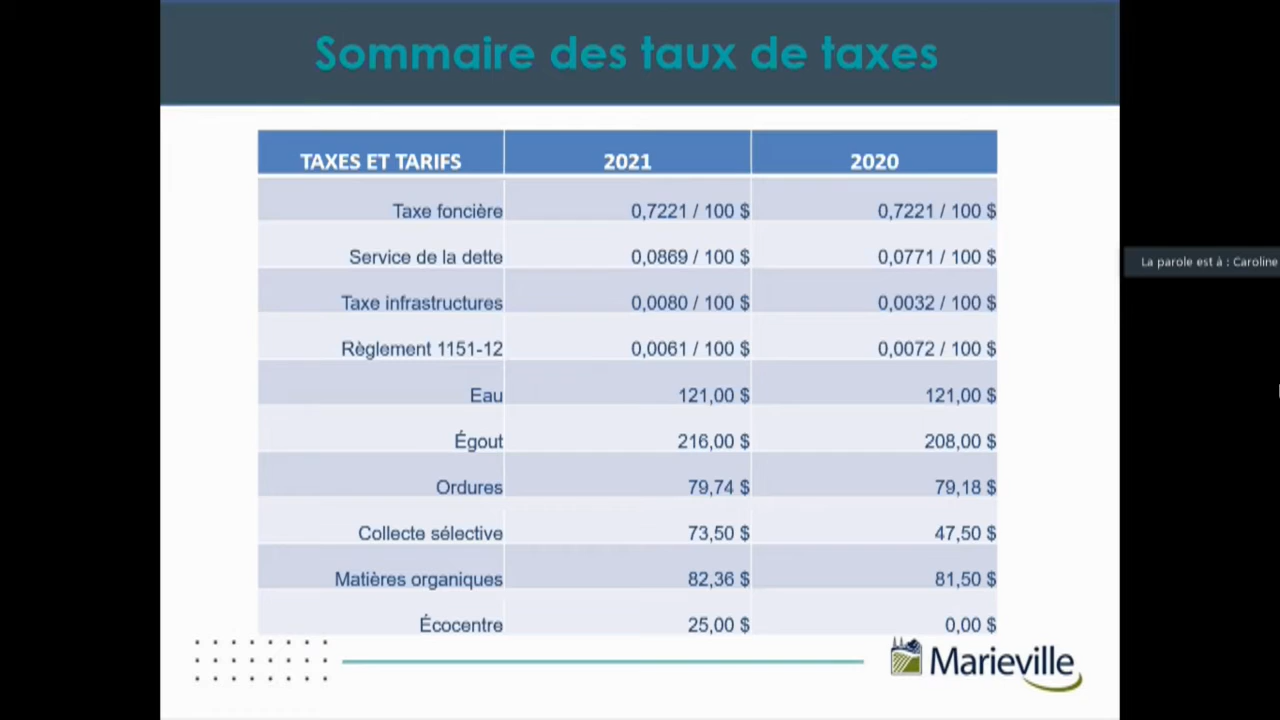 Sommaire des taux de taxes
TAXES ET TARIFS 2021 2020
Taxe foncière 0,7221 / 100 $ 0,7221 / 100 $
Service de la dette 0,0869 / 100 $ 0,0771 / 100 $
La parole est à : Caroline
Taxe infrastructures 0,0080 / 100 $ 0,0032 / 100 $
Règlement 1151-12 0,0061 / 100 $ 0,0072 / 100 $
Eau 121,00 $ 121,00 $
Égout 216,00 $ 208,00 $
Ordures 79,74 $ 79,18 $
Collecte sélective 73,50 $ 47,50 $
Matières organiques 82,36 $ 81,50 $
Écocentre 25,00 $ 0,00 $
Marieville